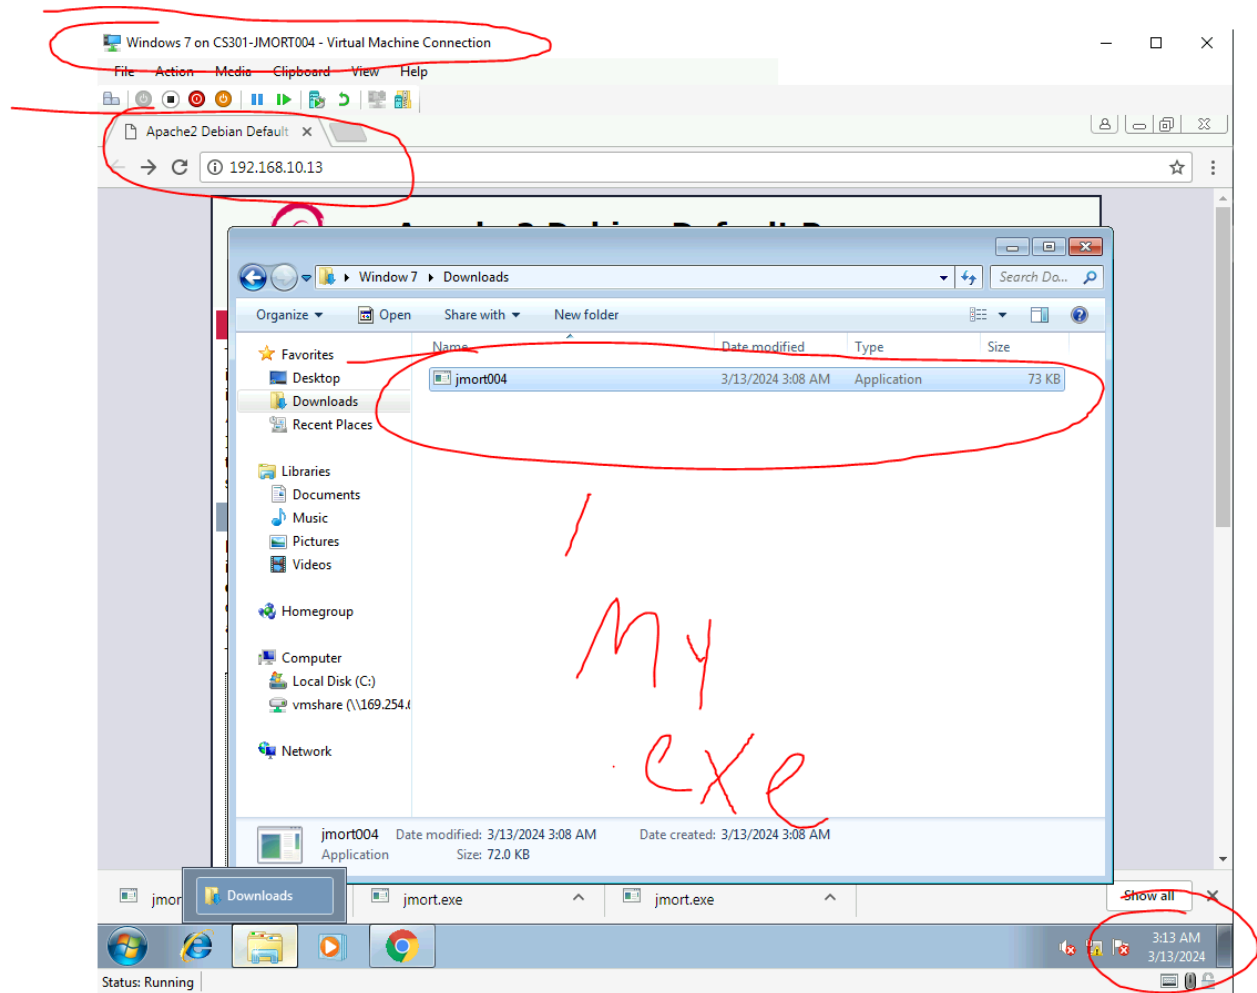 Windows 7 on CS301-JMORT004 - Virtual Machine Connection
File Action Media Clipboard View Help
Apache2 Debian Default
192.168.10.13
Window 7 Downloads
Search Do...
Organize Open Share with New folder
Name Date modified Type Size
Favorites
jmort004 3/13/2024 3:08 AM Application 73 KB
Desktop
Downloads
Recent Places
Libraries
Documents
Music
Pictures
Videos
Homegroup
Computer
Local Disk (C:)
vmshare (\\169.254.6
Network
My
exe
jmort004 Date modified: 3/13/2024 3:08 AM Date created: 3/13/2024 3:08 AM
Application Size: 72.0 KB
jmor
Downloads
jmort.exe
jmort.exe
Show all
3:13 AM
3/13/2024
Status: Running